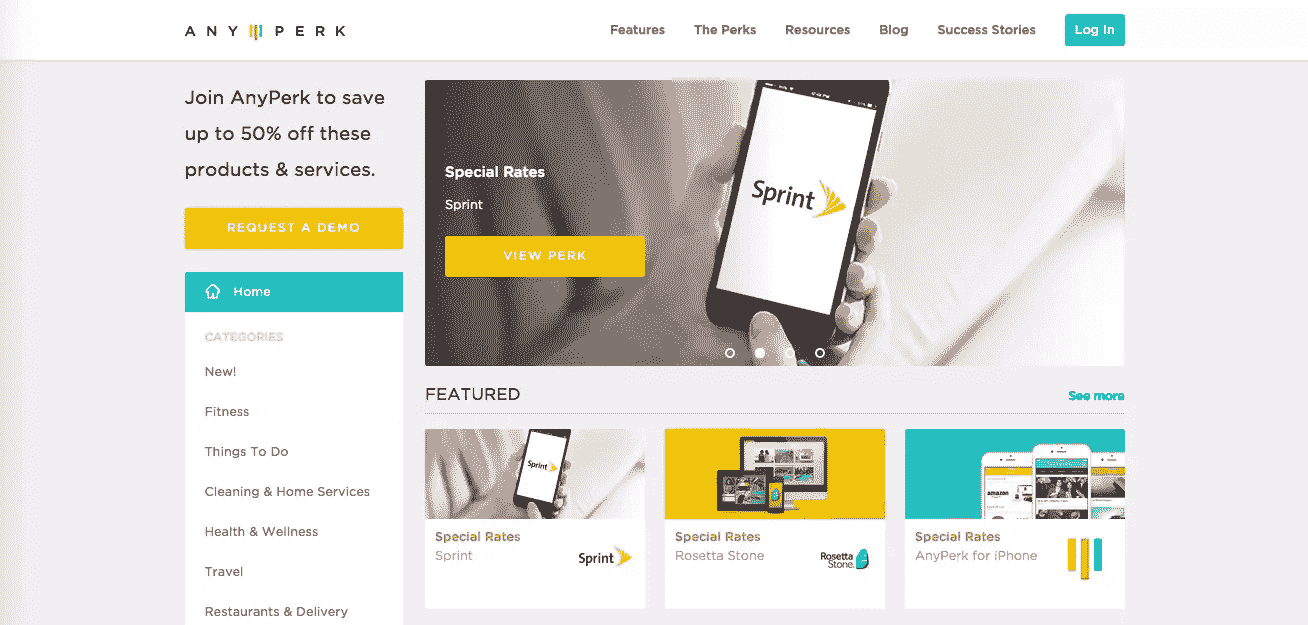 ANY PERK
Features
The Perks
Resources
Blog
Success Stories
Log In
Join AnyPerk to save
up to 50% off these
products & services.
REQUEST A DEMO
Home
CATEGORIES
New!
Fitness
Things To Do
Cleaning & Home Services
Health & Wellness
Travel
Restaurants & Delivery
Special Rates
Sprint
VIEW PERK
Sprint
FEATURED
See more
Sprint
Special Rates
Sprint
Sprint
Special Rates
Rosetta Stone
Rosetta
Stone.
amazon
Special Rates
AnyPerk for iPhone